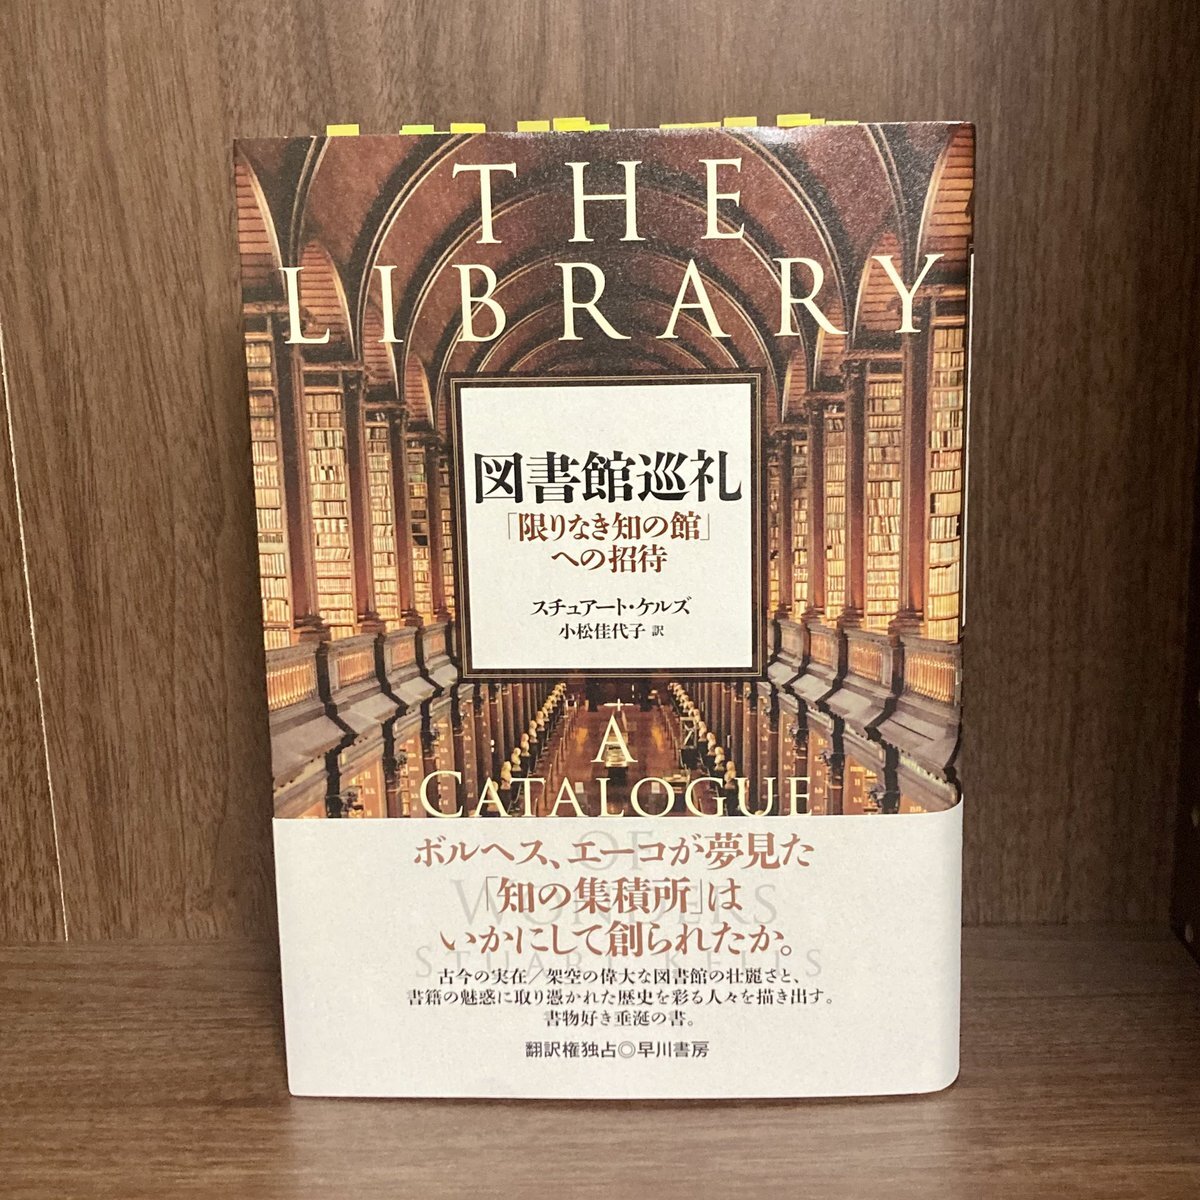 THE
LIBRARY
図書館巡礼
「限りなき知の館」
への招待
スチュアート・ケルズ
小松佳代子 訳
A
CATALOGUE
OF
WONDERS
STUART KELLS
ボルヘス、エーコが夢見た
「知の集積所」は
いかにして創られたか。
古今の実在/架空の偉大な図書館の壮麗さと、
書籍の魅惑に取り憑かれた歴史を彩る人々を描き出す。
書物好き垂涎の書。
翻訳権独占◎早川書房